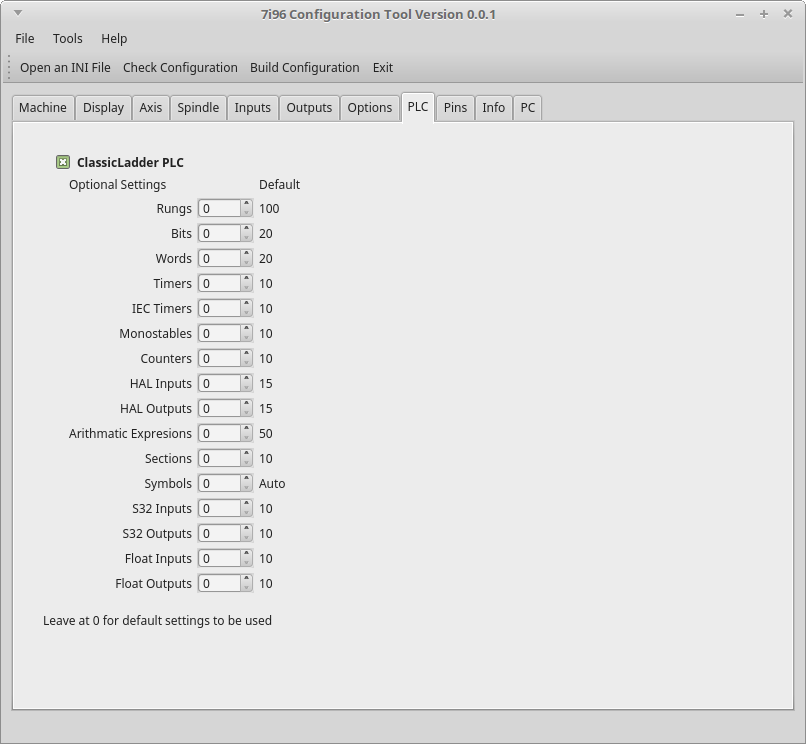 7i96 Configuration Tool Version 0.0.1
File Tools Help
Open an INI File Check Configuration Build Configuration Exit
Machine Display Axis Spindle Inputs Outputs Options PLC Pins Info PC
ClassicLadder PLC
Optional Settings Default
Rungs 0 100
Bits 0 20
Words 0 20
Timers 0 10
IEC Timers 0 10
Monostables 0 10
Counters 0 10
HAL Inputs 0 15
HAL Outputs 0 15
Arithmatic Expresions 0 50
Sections 0 10
Symbols 0 Auto
S32 Inputs 0 10
S32 Outputs 0 10
Float Inputs 0 10
Float Outputs 0 10
Leave at 0 for default settings to be used